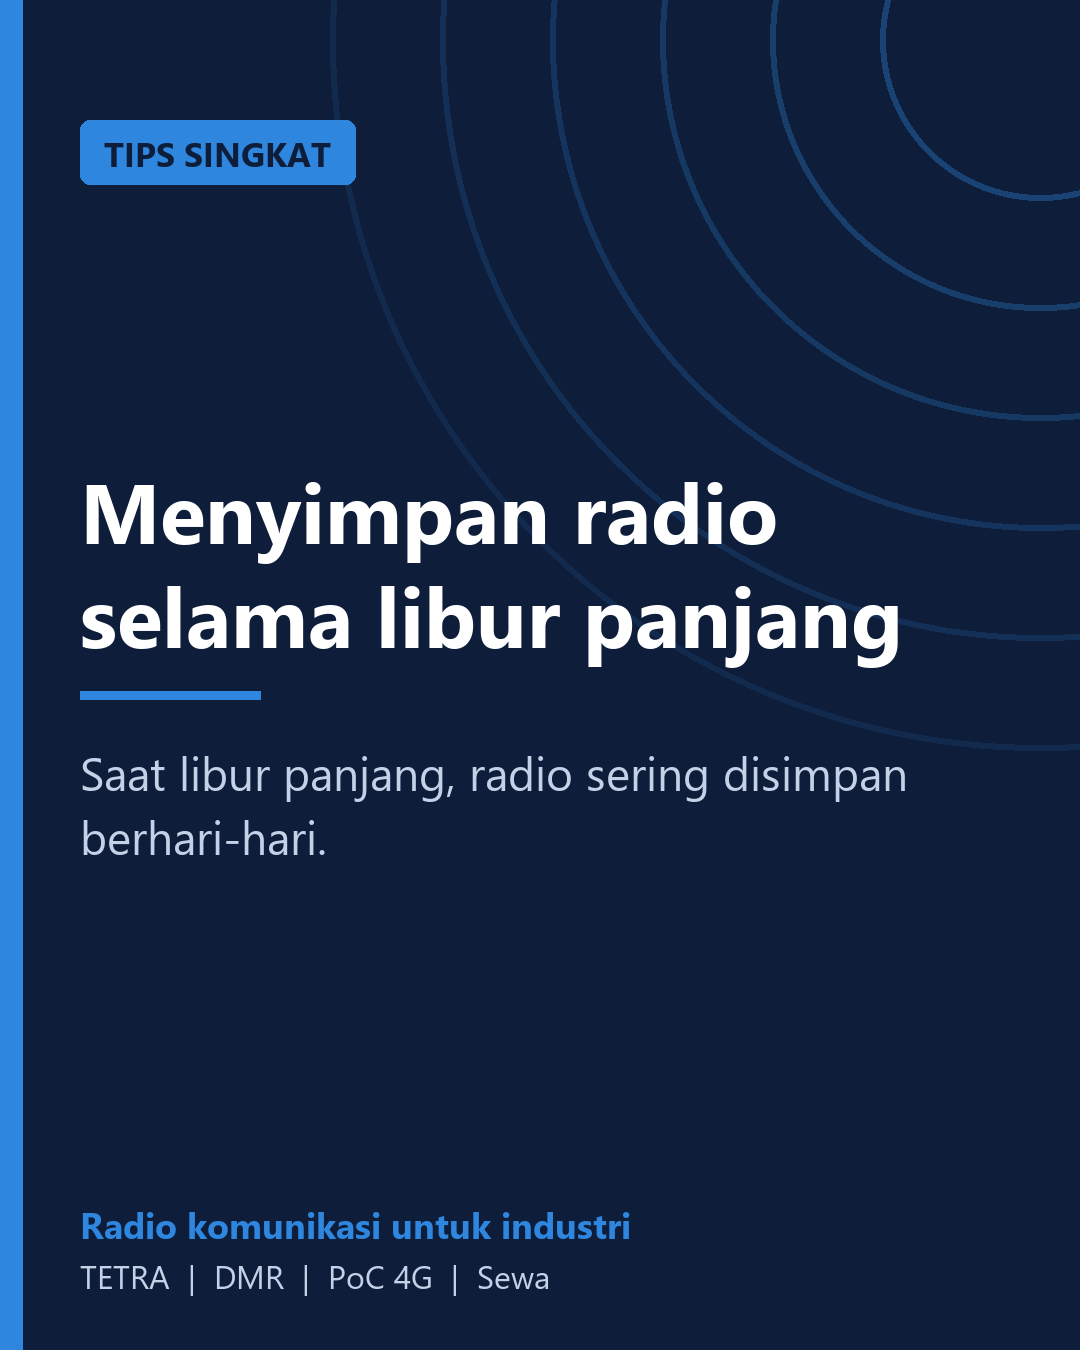 TIPS SINGKAT
Menyimpan radio
selama libur panjang
Saat libur panjang, radio sering disimpan
berhari-hari.
Radio komunikasi untuk industri
TETRA | DMR | PoC 4G | Sewa